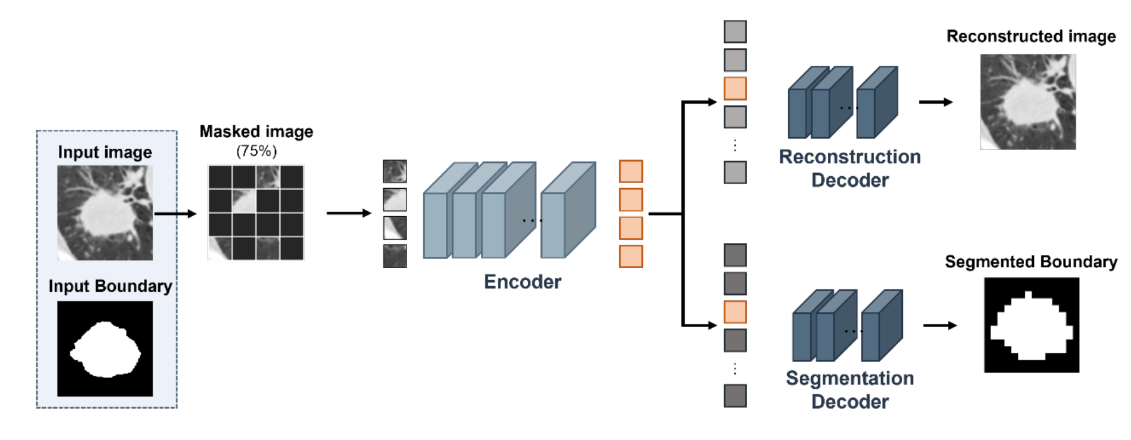 Input image
Input Boundary
Masked image
(75%)
Encoder
Reconstruction
Decoder
Reconstructed image
Segmentation
Decoder
Segmented Boundary